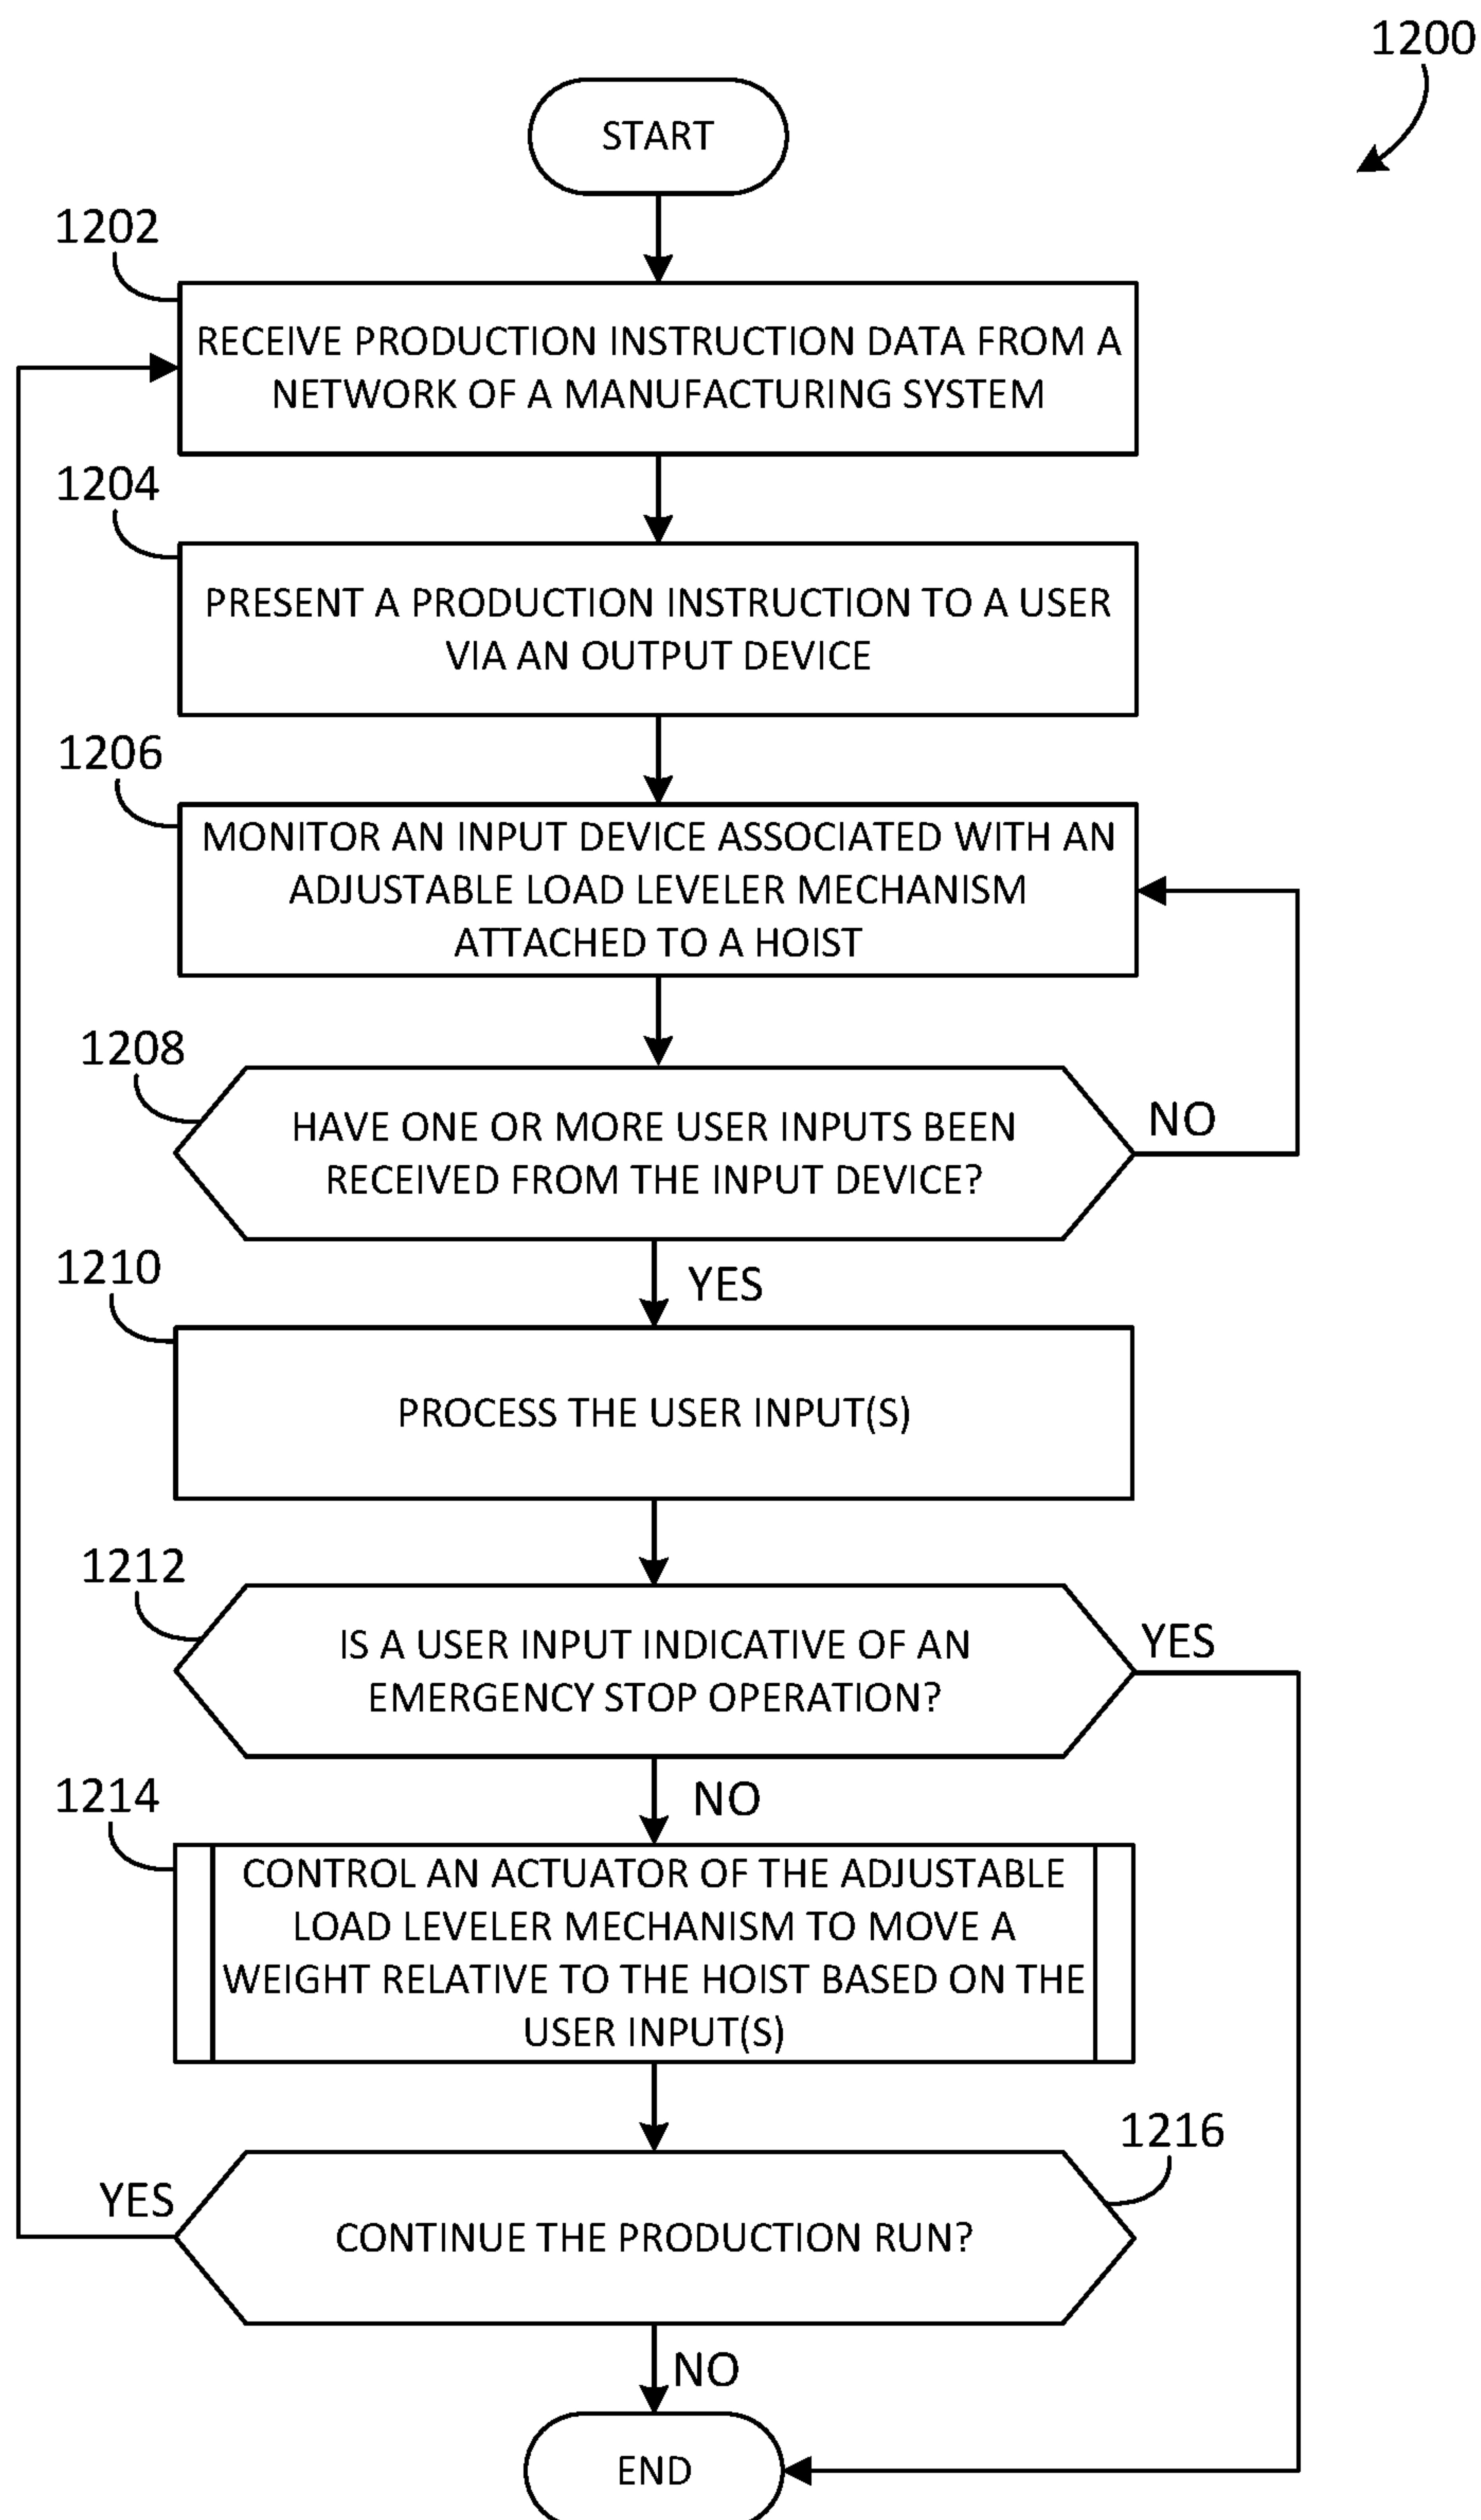 1200
START
1202
RECEIVE PRODUCTION INSTRUCTION DATA FROM A
NETWORK OF A MANUFACTURING SYSTEM
1204
PRESENT A PRODUCTION INSTRUCTION TO A USER
VIA AN OUTPUT DEVICE
1206
MONITOR AN INPUT DEVICE ASSOCIATED WITH AN
ADJUSTABLE LOAD LEVELER MECHANISM
ATTACHED TO A HOIST
1208
HAVE ONE OR MORE USER INPUTS BEEN
RECEIVED FROM THE INPUT DEVICE?
NO
YES
1210
PROCESS THE USER INPUT(S)
1212
IS A USER INPUT INDICATIVE OF AN
EMERGENCY STOP OPERATION?
YES
NO
1214
CONTROL AN ACTUATOR OF THE ADJUSTABLE
LOAD LEVELER MECHANISM TO MOVE A
WEIGHT RELATIVE TO THE HOIST BASED ON THE
USER INPUT(S)
1216
YES
CONTINUE THE PRODUCTION RUN?
NO
END